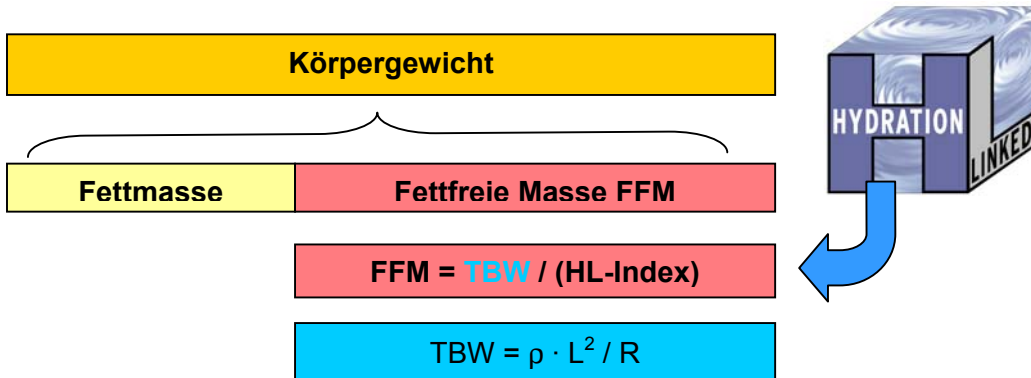 Körpergewicht
HYDRATION
LINKED
Fettmasse
Fettfreie Masse FFM
FFM = TBW / (HL-Index)
TBW = ρ · L² / R